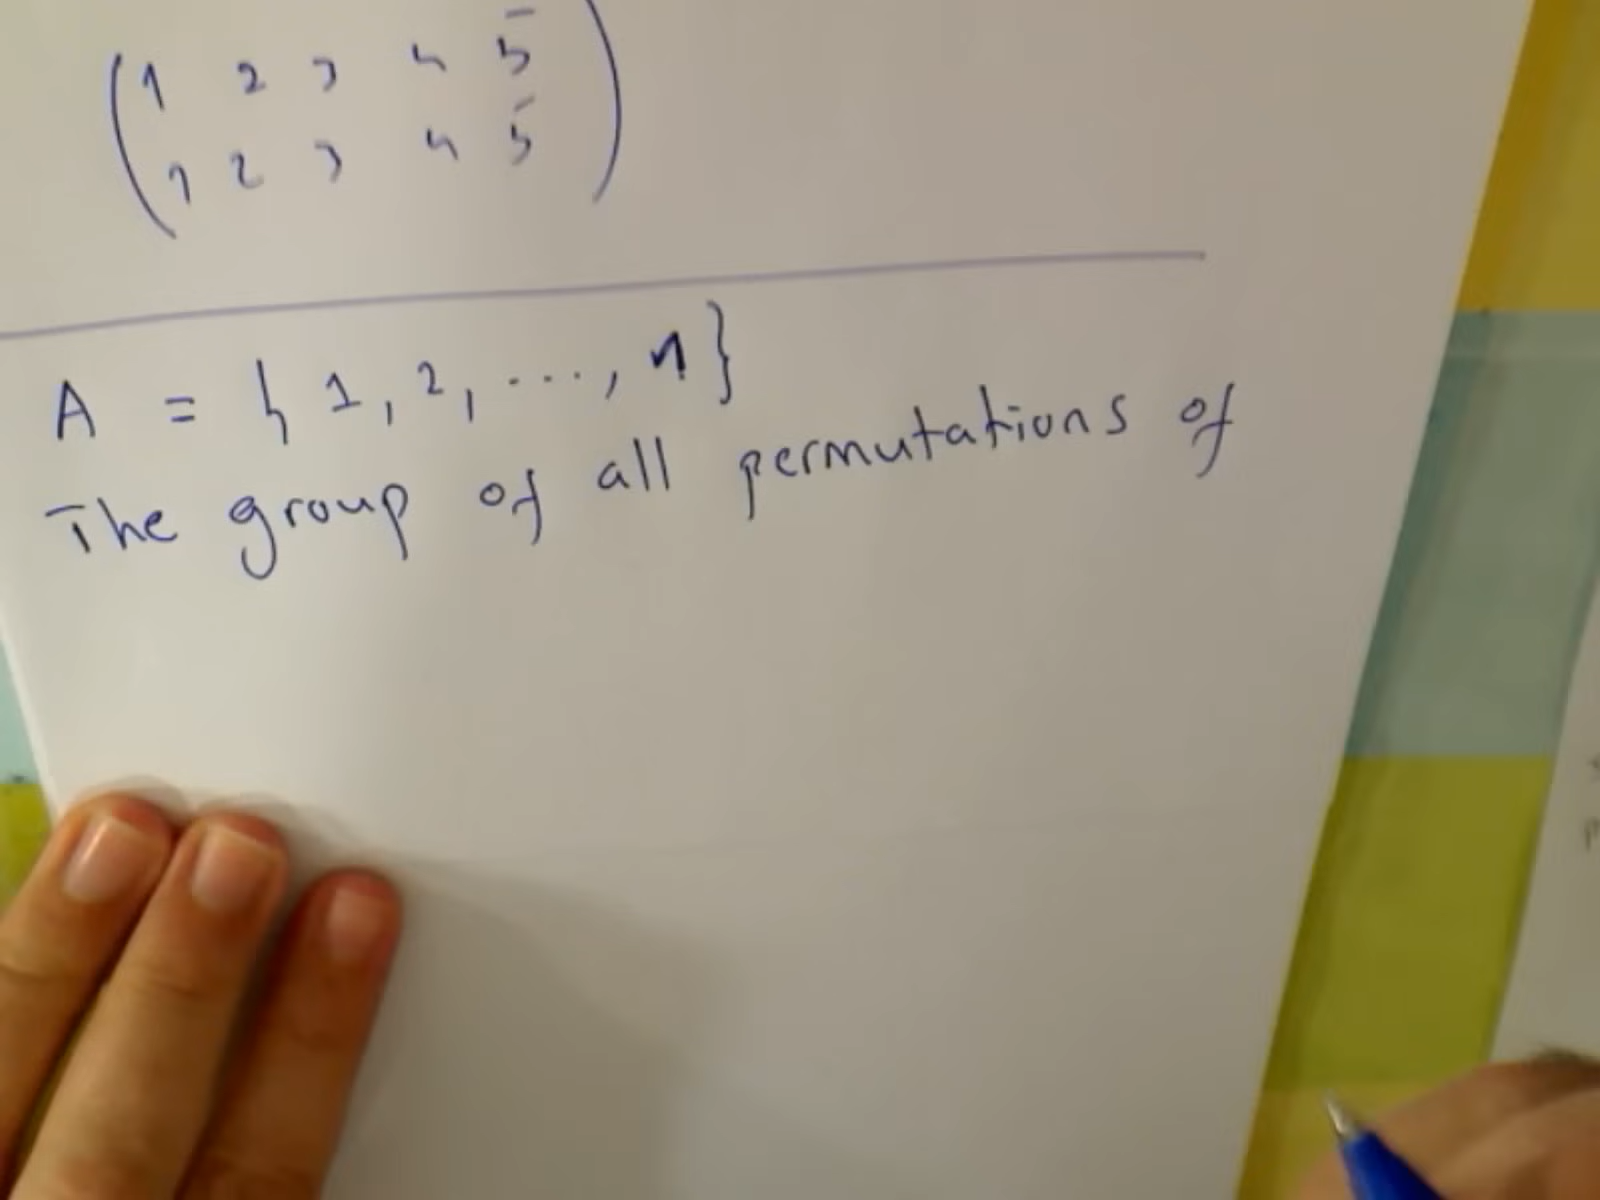 1 2 3 4 5
1 2 3 4 5
A = { 1, 2, ..., n }
The group of all permutations of